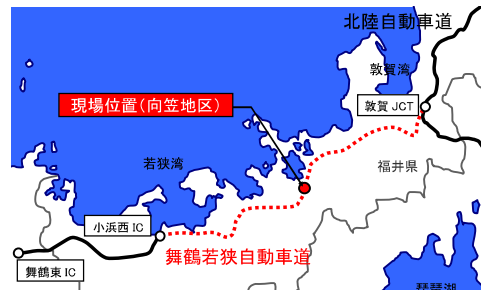 北陸自動車道
敦賀湾
現場位置(向笠地区)
敦賀 JCT
若狭湾
福井県
小浜西 IC
舞鶴若狭自動車道
舞鶴東 IC
琵琶湖